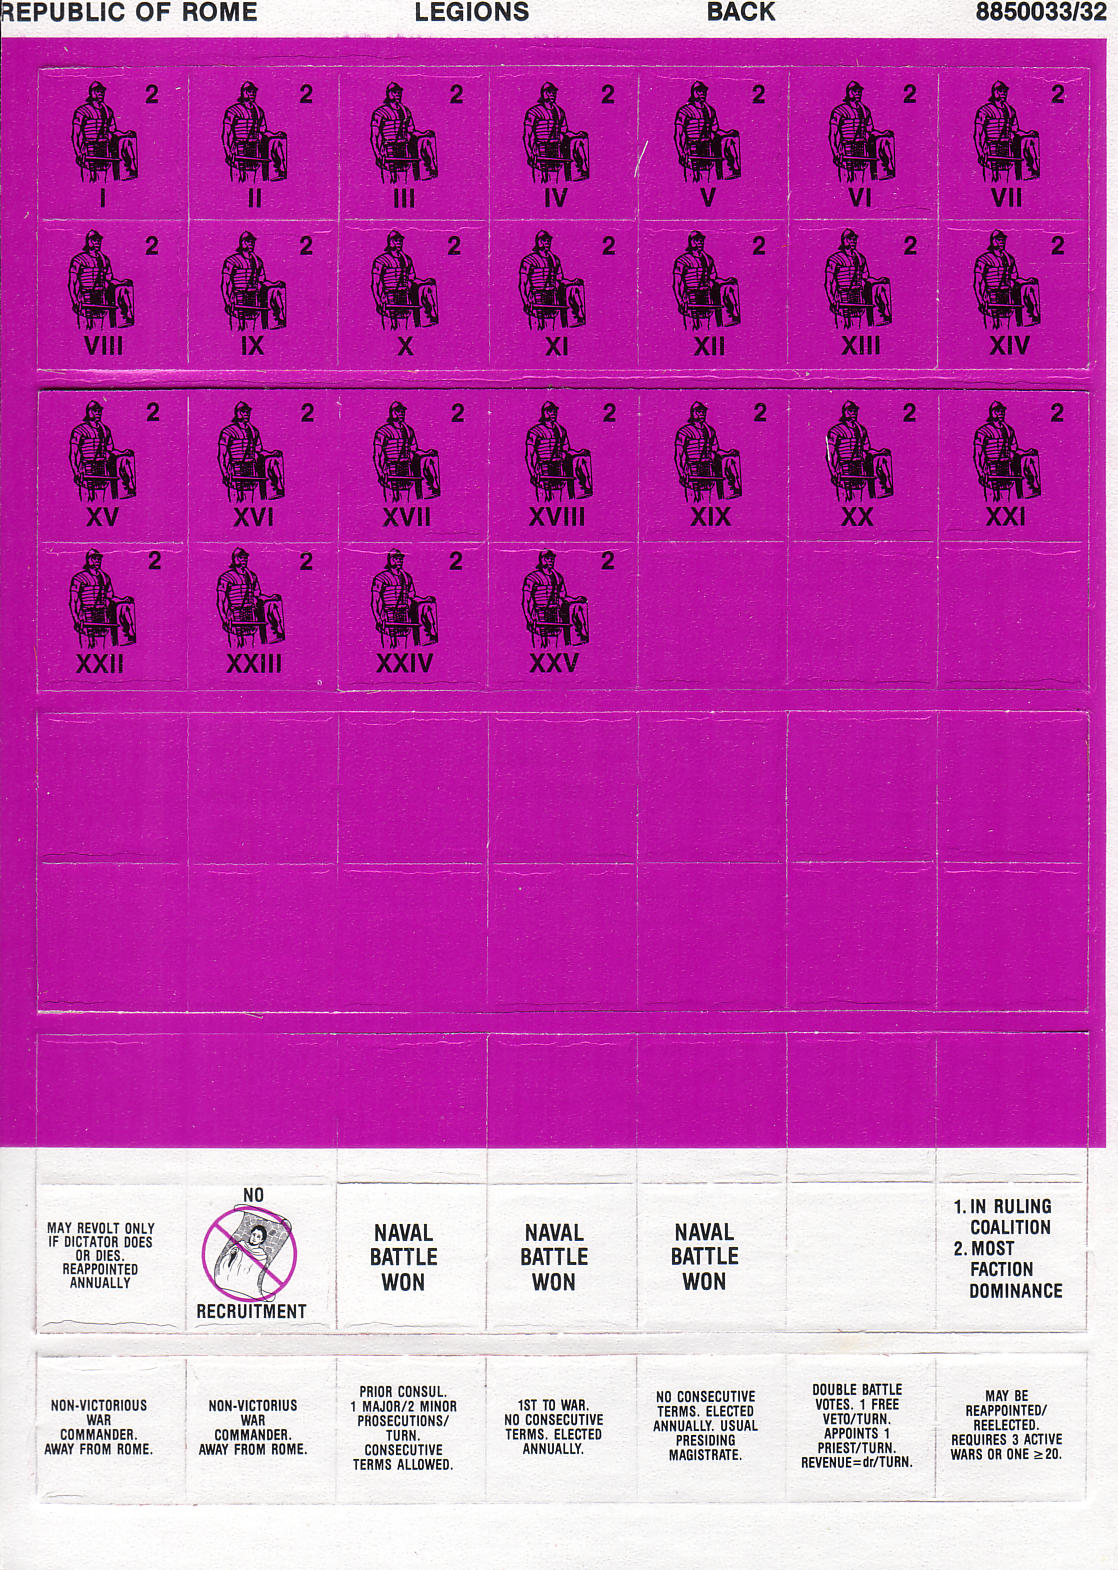 REPUBLIC OF ROME LEGIONS BACK 8850033/32
2 2 2 2 2 2 2
I II III IV V VI VII
2 2 2 2 2 2 2
VIII IX X XI XII XIII XIV
2 2 2 2 2 2 2
XV XVI XVII XVIII XIX XX XXI
2 2 2 2
XXII XXIII XXIV XXV
MAY REVOLT ONLY
IF DICTATOR DOES
OR DIES.
REAPPOINTED
ANNUALLY
NO
RECRUITMENT
NAVAL
BATTLE
WON
NAVAL
BATTLE
WON
NAVAL
BATTLE
WON
1. IN RULING
COALITION
2. MOST
FACTION
DOMINANCE
NON-VICTORIOUS
WAR
COMMANDER.
AWAY FROM ROME.
NON-VICTORIUS
WAR
COMMANDER.
AWAY FROM ROME.
PRIOR CONSUL.
1 MAJOR/2 MINOR
PROSECUTIONS/
TURN.
CONSECUTIVE
TERMS ALLOWED.
1ST TO WAR.
NO CONSECUTIVE
TERMS. ELECTED
ANNUALLY.
NO CONSECUTIVE
TERMS. ELECTED
ANNUALLY. USUAL
PRESIDING
MAGISTRATE.
DOUBLE BATTLE
VOTES. 1 FREE
VETO/TURN.
APPOINTS 1
PRIEST/TURN.
REVENUE=dr/TURN.
MAY BE
REAPPOINTED/
REELECTED.
REQUIRES 3 ACTIVE
WARS OR ONE ≥20.